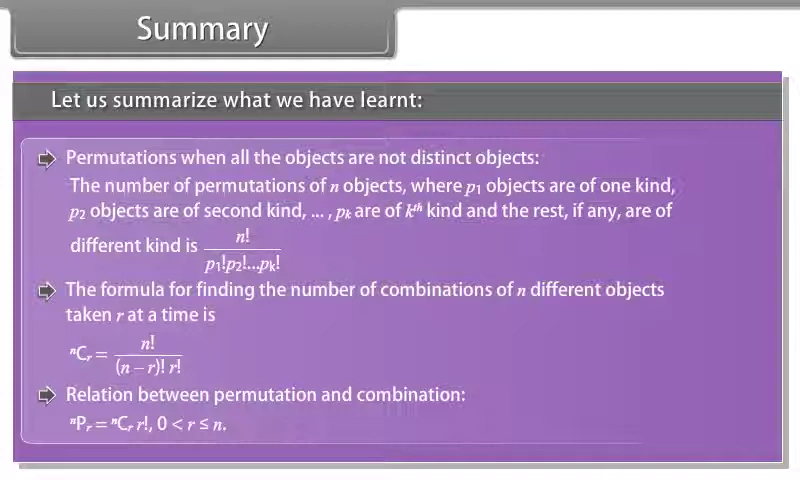 Summary
Let us summarize what we have learnt:
Permutations when all the objects are not distinct objects:
The number of permutations of n objects, where p₁ objects are of one kind,
p₂ objects are of second kind, ... , pₖ are of kᵗʰ kind and the rest, if any, are of
different kind is n! / p₁!p₂!...pₖ!
The formula for finding the number of combinations of n different objects
taken r at a time is
ⁿCᵣ = n! / (n – r)! r!
Relation between permutation and combination:
ⁿPᵣ = ⁿCᵣ r!, 0 < r ≤ n.